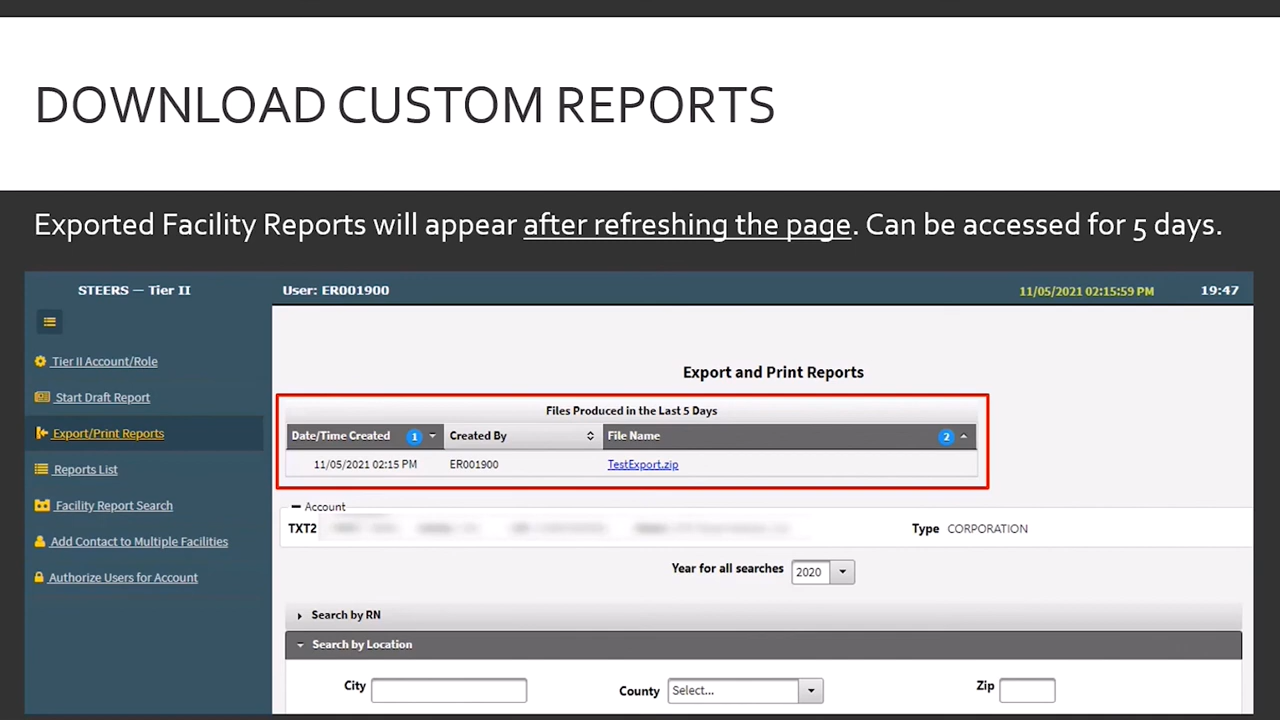 DOWNLOAD CUSTOM REPORTS
Exported Facility Reports will appear after refreshing the page. Can be accessed for 5 days.
STEERS — Tier II
User: ER001900
11/05/2021 02:15:59 PM
19:47
Tier II Account/Role
Start Draft Report
Export/Print Reports
Reports List
Facility Report Search
Add Contact to Multiple Facilities
Authorize Users for Account
Export and Print Reports
Files Produced in the Last 5 Days
Date/Time Created 1 Created By File Name 2
11/05/2021 02:15 PM ER001900 TestExport.zip
Account
TXT2 Type CORPORATION
Year for all searches 2020
Search by RN
Search by Location
City County Select... Zip